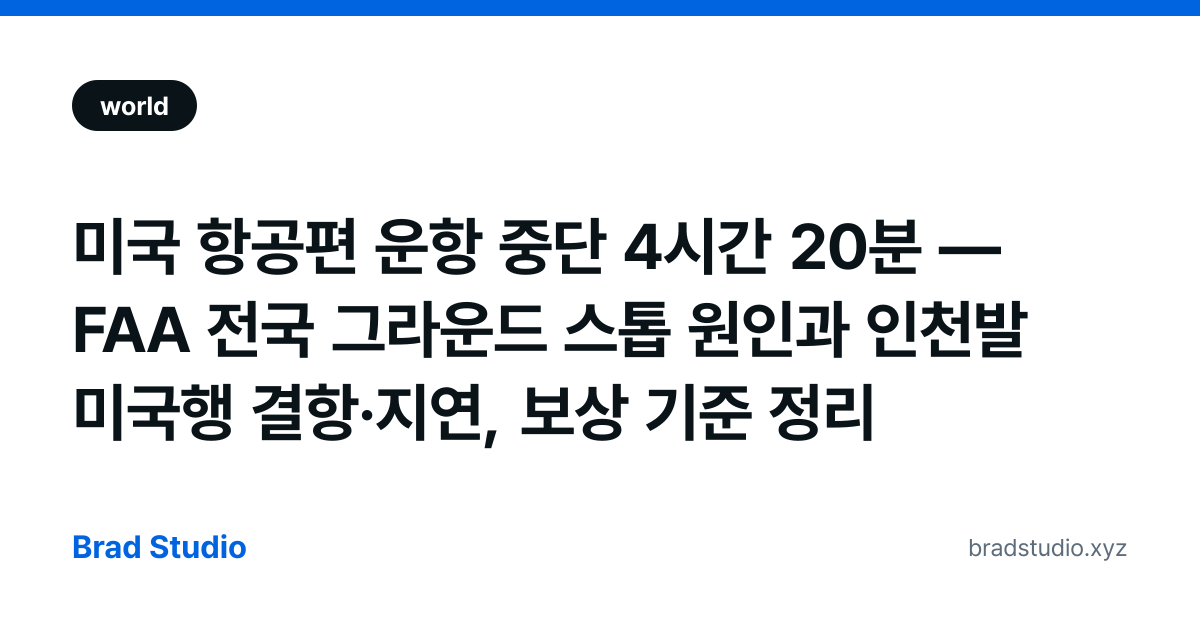 world
미국 항공편 운항 중단 4시간 20분 —
FAA 전국 그라운드 스톱 원인과 인천발
미국행 결항·지연, 보상 기준 정리
Brad Studio
bradstudio.xyz